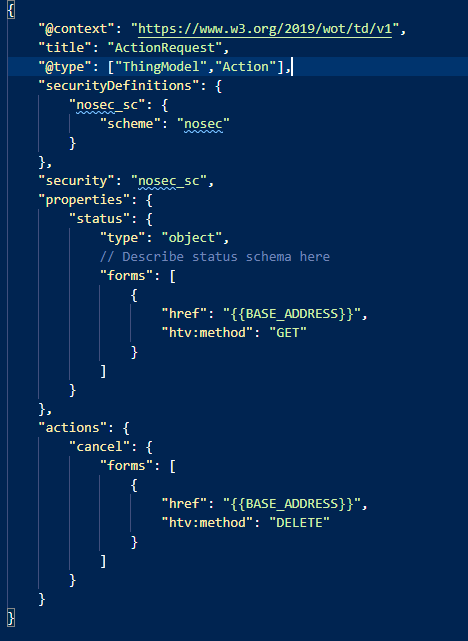 {
    "@context": "https://www.w3.org/2019/wot/td/v1",
    "title": "ActionRequest",
    "@type": ["ThingModel","Action"],
    "securityDefinitions": {
        "nosec_sc": {
            "scheme": "nosec"
        }
    },
    "security": "nosec_sc",
    "properties": {
        "status": {
            "type": "object",
            // Describe status schema here
            "forms": [
                {
                    "href": "{{BASE_ADDRESS}}",
                    "htv:method": "GET"
                }
            ]
        }
    },
    "actions": {
        "cancel": {
            "forms": [
                {
                    "href": "{{BASE_ADDRESS}}",
                    "htv:method": "DELETE"
                }
            ]
        }
    }
}